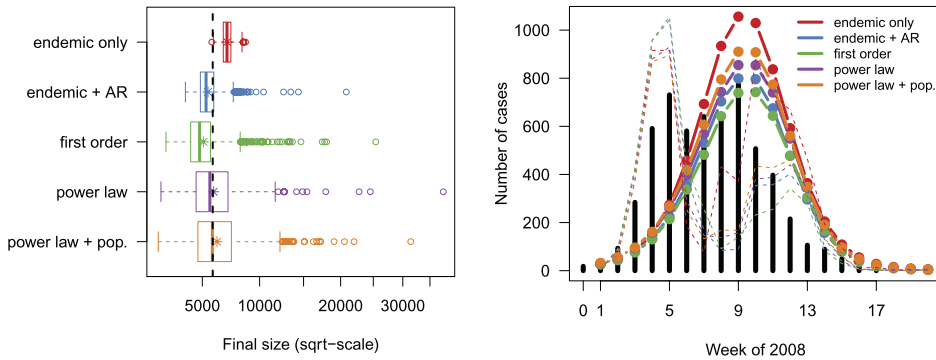 endemic only
endemic + AR
first order
power law
power law + pop.
5000 10000 20000 30000
Final size (sqrt−scale)
Number of cases
1000
800
600
400
200
0
endemic only
endemic + AR
first order
power law
power law + pop.
0 1 5 9 13 17
Week of 2008